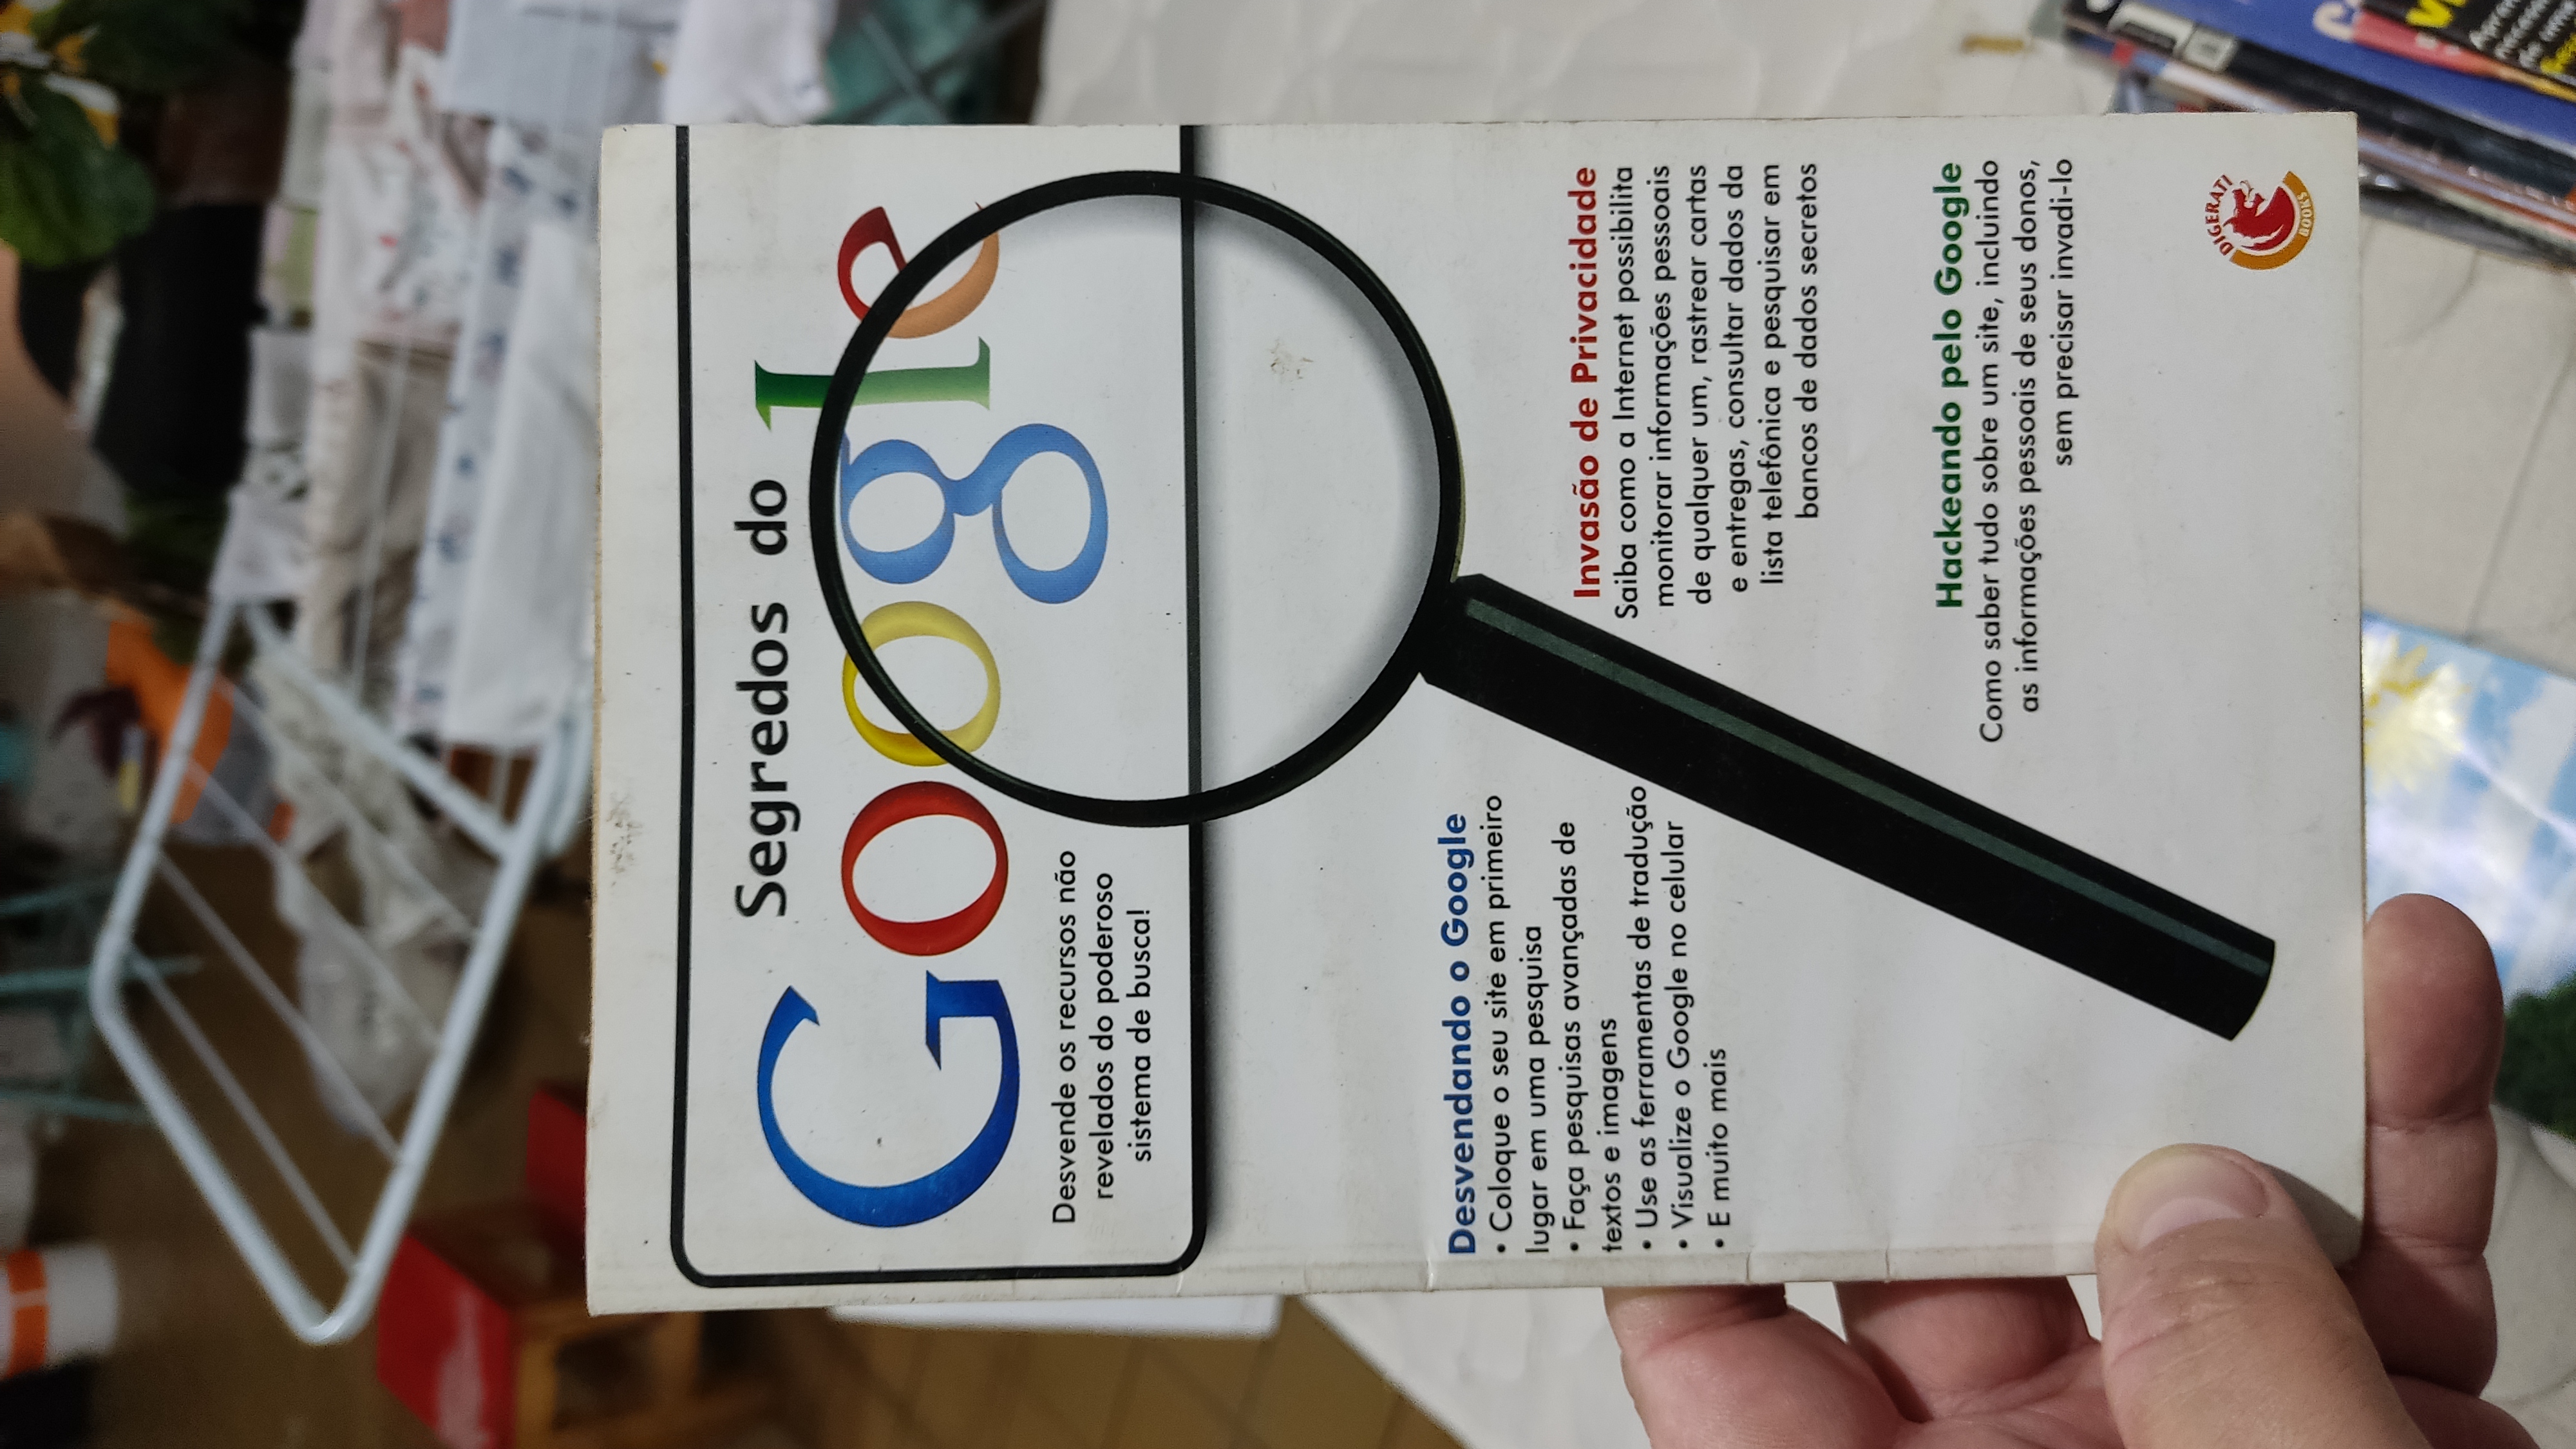 Segredos do
Google
Desvende os recursos não
revelados do poderoso
sistema de busca!
Desvendando o Google
• Coloque o seu site em primeiro
lugar em uma pesquisa
• Faça pesquisas avançadas de
textos e imagens
• Use as ferramentas de tradução
• Visualize o Google no celular
• E muito mais
Invasão de Privacidade
Saiba como a Internet possibilita
monitorar informações pessoais
de qualquer um, rastrear cartas
e entregas, consultar dados da
lista telefônica e pesquisar em
bancos de dados secretos
Hackeando pelo Google
Como saber tudo sobre um site, incluindo
as informações pessoais de seus donos,
sem precisar invadi-lo
DIGERATI
BOOKS